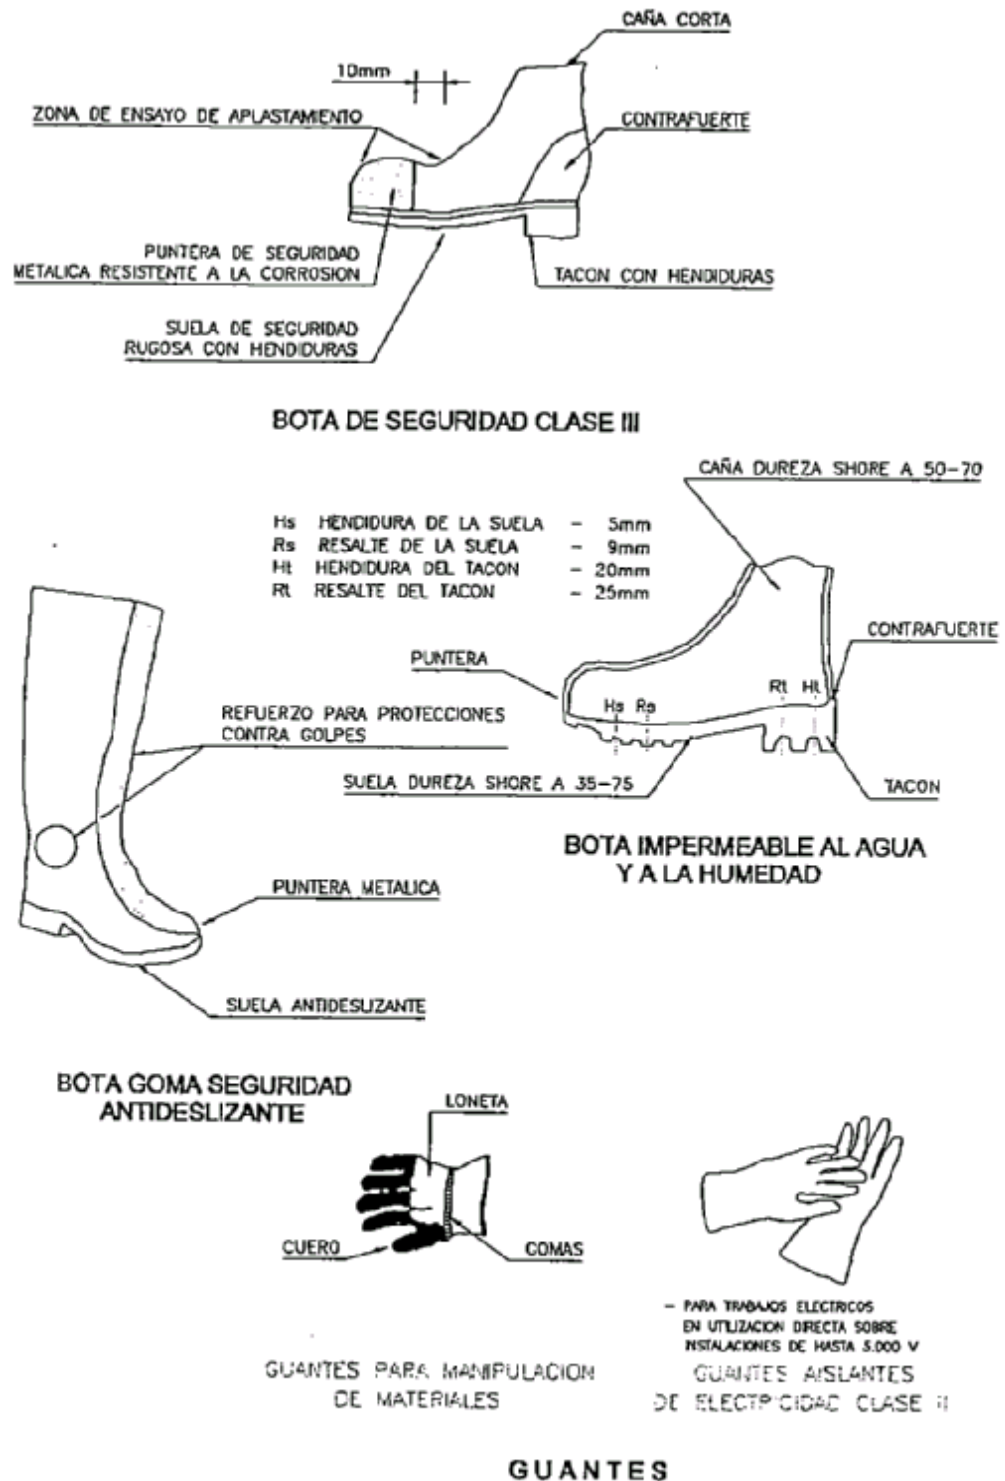 CAÑA CORTA
10mm
ZONA DE ENSAYO DE APLASTAMIENTO
CONTRAFUERTE
PUNTERA DE SEGURIDAD
METALICA RESISTENTE A LA CORROSION
TACON CON HENDIDURAS
SUELA DE SEGURIDAD
RUGOSA CON HENDIDURAS
BOTA DE SEGURIDAD CLASE III
CAÑA DUREZA SHORE A 50-70
Hs HENDIDURA DE LA SUELA - 5mm
Rs RESALTE DE LA SUELA - 9mm
Ht HENDIDURA DEL TACON - 20mm
Rt RESALTE DEL TACON - 25mm
CONTRAFUERTE
PUNTERA
Rt Ht
Hs Rs
REFUERZO PARA PROTECCIONES
CONTRA GOLPES
SUELA DUREZA SHORE A 35-75
TACON
BOTA IMPERMEABLE AL AGUA
Y A LA HUMEDAD
PUNTERA METALICA
SUELA ANTIDESLIZANTE
BOTA GOMA SEGURIDAD
ANTIDESLIZANTE
LONETA
CUERO
GOMAS
- PARA TRABAJOS ELECTRICOS
EN UTILIZACION DIRECTA SOBRE
INSTALACIONES DE HASTA 5.000 V
GUANTES PARA MANIPULACION
DE MATERIALES
GUANTES AISLANTES
DE ELECTRICIDAD CLASE II
GUANTES